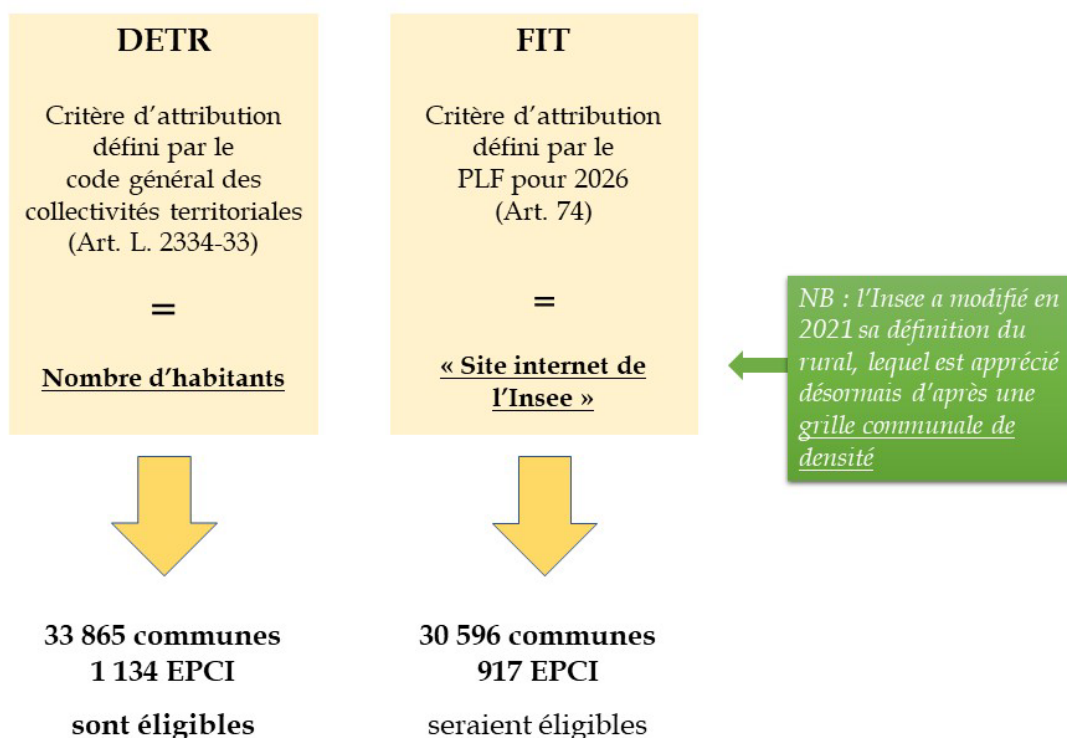 DETR
Critère d’attribution
défini par le
code général des
collectivités territoriales
(Art. L. 2334-33)
=
Nombre d’habitants
33 865 communes
1 134 EPCI
sont éligibles
FIT
Critère d’attribution
défini par le
PLF pour 2026
(Art. 74)
=
« Site internet de
l’Insee »
30 596 communes
917 EPCI
seraient éligibles
NB : l’Insee a modifié en
2021 sa définition du
rural, lequel est apprécié
désormais d’après une
grille communale de
densité